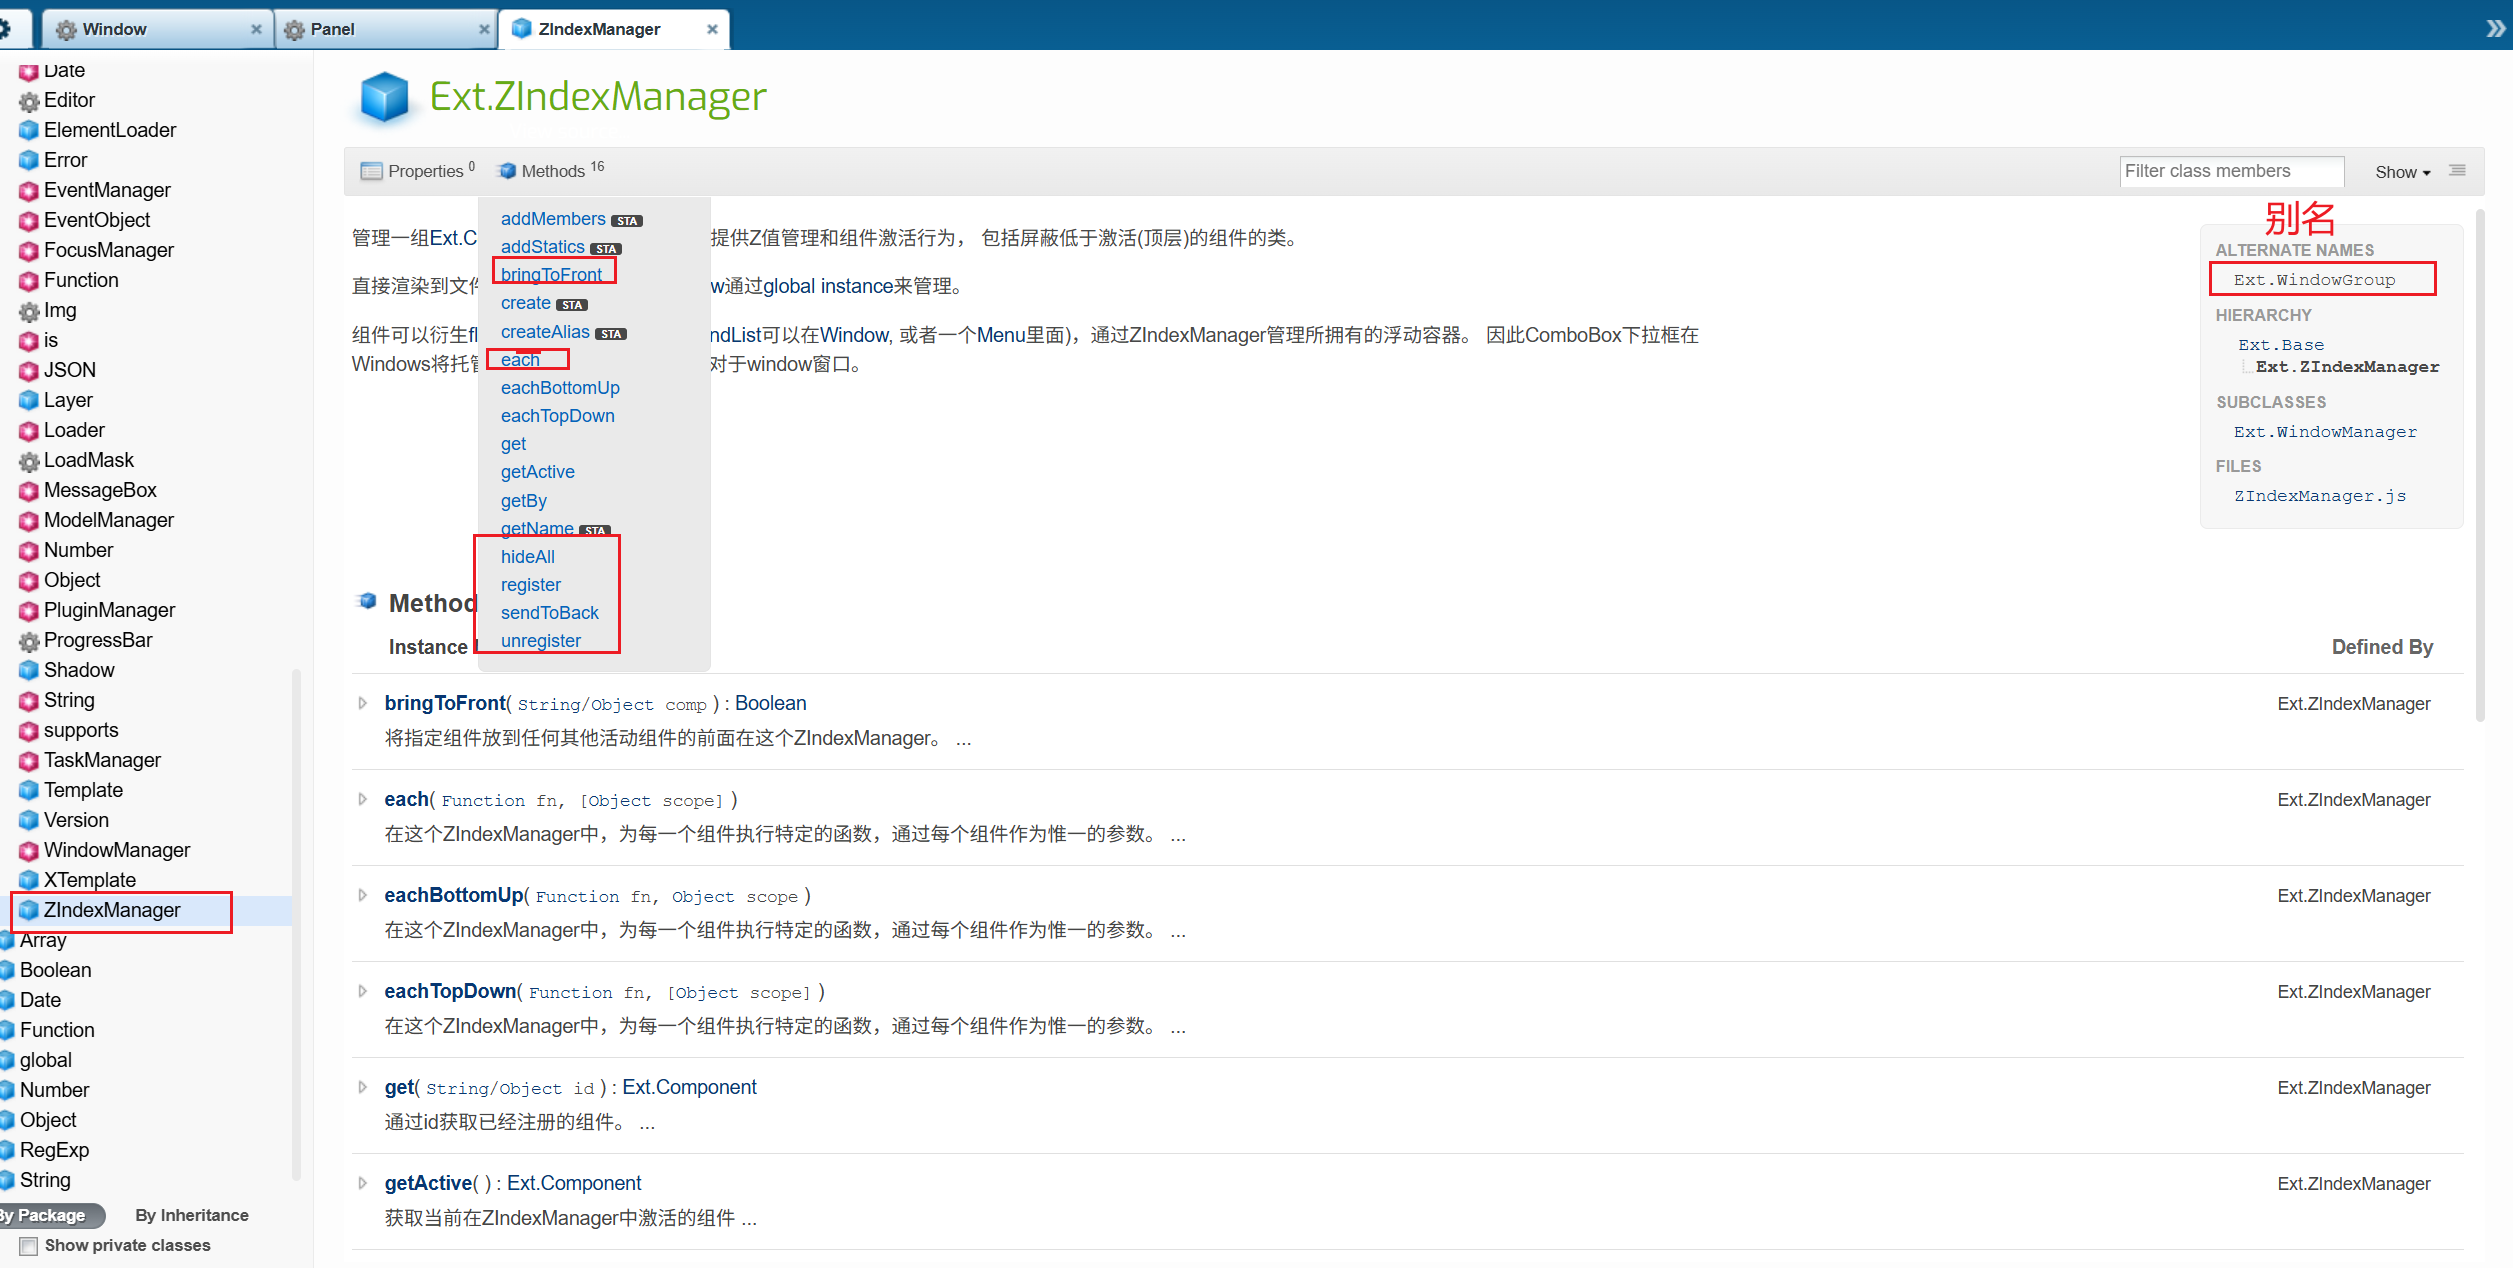 Window
Panel
ZIndexManager
Date
Editor
ElementLoader
Error
EventManager
EventObject
FocusManager
Function
Img
is
JSON
Layer
Loader
LoadMask
MessageBox
ModelManager
Number
Object
PluginManager
ProgressBar
Shadow
String
supports
TaskManager
Template
Version
WindowManager
XTemplate
ZIndexManager
Array
Boolean
Date
Function
global
Number
Object
RegExp
String
By Package By Inheritance
Show private classes
Ext.ZIndexManager
Properties 0 Methods 16
Filter class members Show
addMembers STA
addStatics STA
bringToFront
create STA
createAlias STA
each
eachBottomUp
eachTopDown
get
getActive
getBy
getName STA
hideAll
register
sendToBack
unregister
管理一组Ext.C 提供Z值管理和组件激活行为， 包括屏蔽低于激活(顶层)的组件的类。
直接渲染到文 w通过global instance来管理。
组件可以衍生fl ndList可以在Window, 或者一个Menu里面)，通过ZIndexManager管理所拥有的浮动容器。 因此ComboBox下拉框在
Windows将托 对于window窗口。
别名
ALTERNATE NAMES
Ext.WindowGroup
HIERARCHY
Ext.Base
Ext.ZIndexManager
SUBCLASSES
Ext.WindowManager
FILES
ZIndexManager.js
Method
Instance Defined By
bringToFront( String/Object comp ) : Boolean Ext.ZIndexManager
将指定组件放到任何其他活动组件的前面在这个ZIndexManager。 ...
each( Function fn, [Object scope] ) Ext.ZIndexManager
在这个ZIndexManager中，为每一个组件执行特定的函数，通过每个组件作为惟一的参数。 ...
eachBottomUp( Function fn, Object scope ) Ext.ZIndexManager
在这个ZIndexManager中，为每一个组件执行特定的函数，通过每个组件作为惟一的参数。 ...
eachTopDown( Function fn, [Object scope] ) Ext.ZIndexManager
在这个ZIndexManager中，为每一个组件执行特定的函数，通过每个组件作为惟一的参数。 ...
get( String/Object id ) : Ext.Component Ext.ZIndexManager
通过id获取已经注册的组件。 ...
getActive( ) : Ext.Component Ext.ZIndexManager
获取当前在ZIndexManager中激活的组件 ...